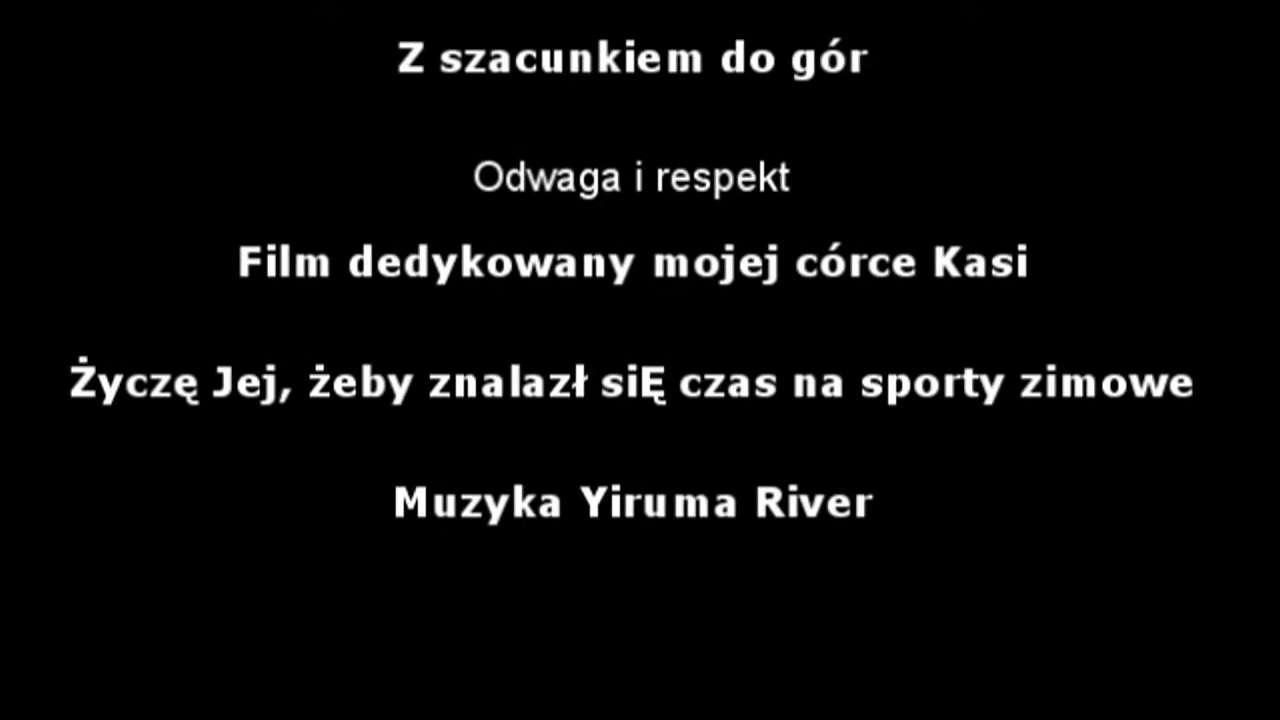 Z szacunkiem do gór
Odwaga i respekt
Film dedykowany mojej córce Kasi
Życzę Jej, żeby znalazł siĘ czas na sporty zimowe
Muzyka Yiruma River